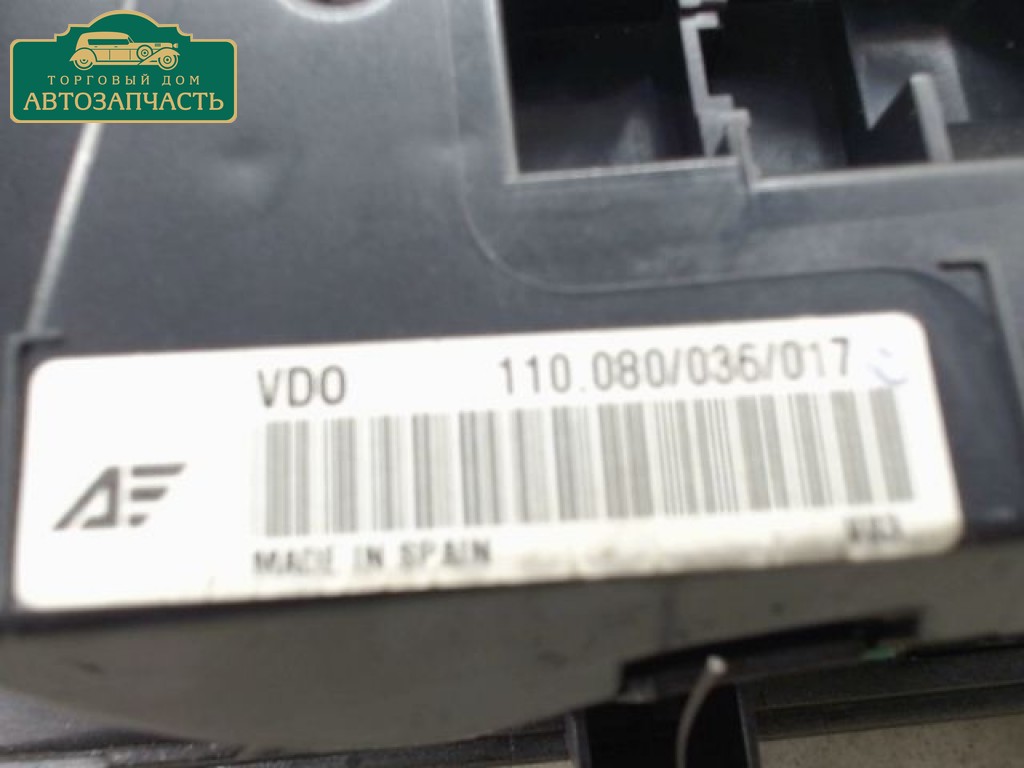 ТОРГОВЫЙ ДОМ
АВТОЗАПЧАСТЬ
VDO 110.080/036/017
MADE IN SPAIN